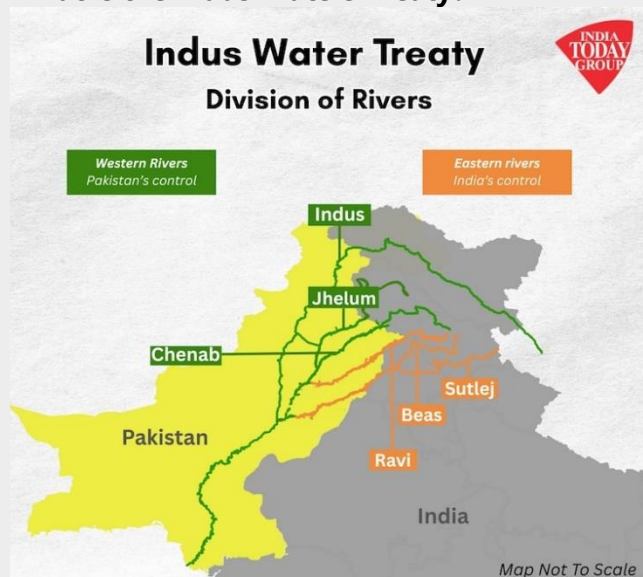 Indus Water Treaty
Division of Rivers
INDIA
TODAY
GROUP
Western Rivers
Pakistan's control
Eastern rivers
India's control
Indus
Jhelum
Chenab
Sutlej
Beas
Ravi
Pakistan
India
Map Not To Scale